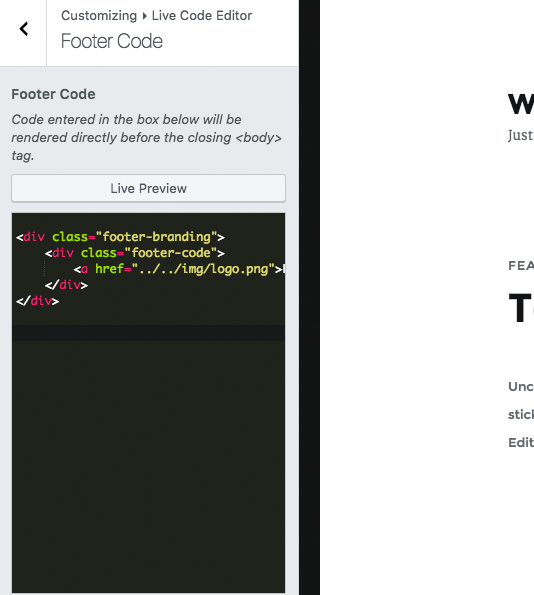 Customizing ▸ Live Code Editor
Footer Code
Footer Code
Code entered in the box below will be
rendered directly before the closing <body>
tag.
Live Preview
<div class="footer-branding">
<div class="footer-code">
<a href="../../img/logo.png">
</div>
</div>
Just
FEA
Unc
stick
Edit